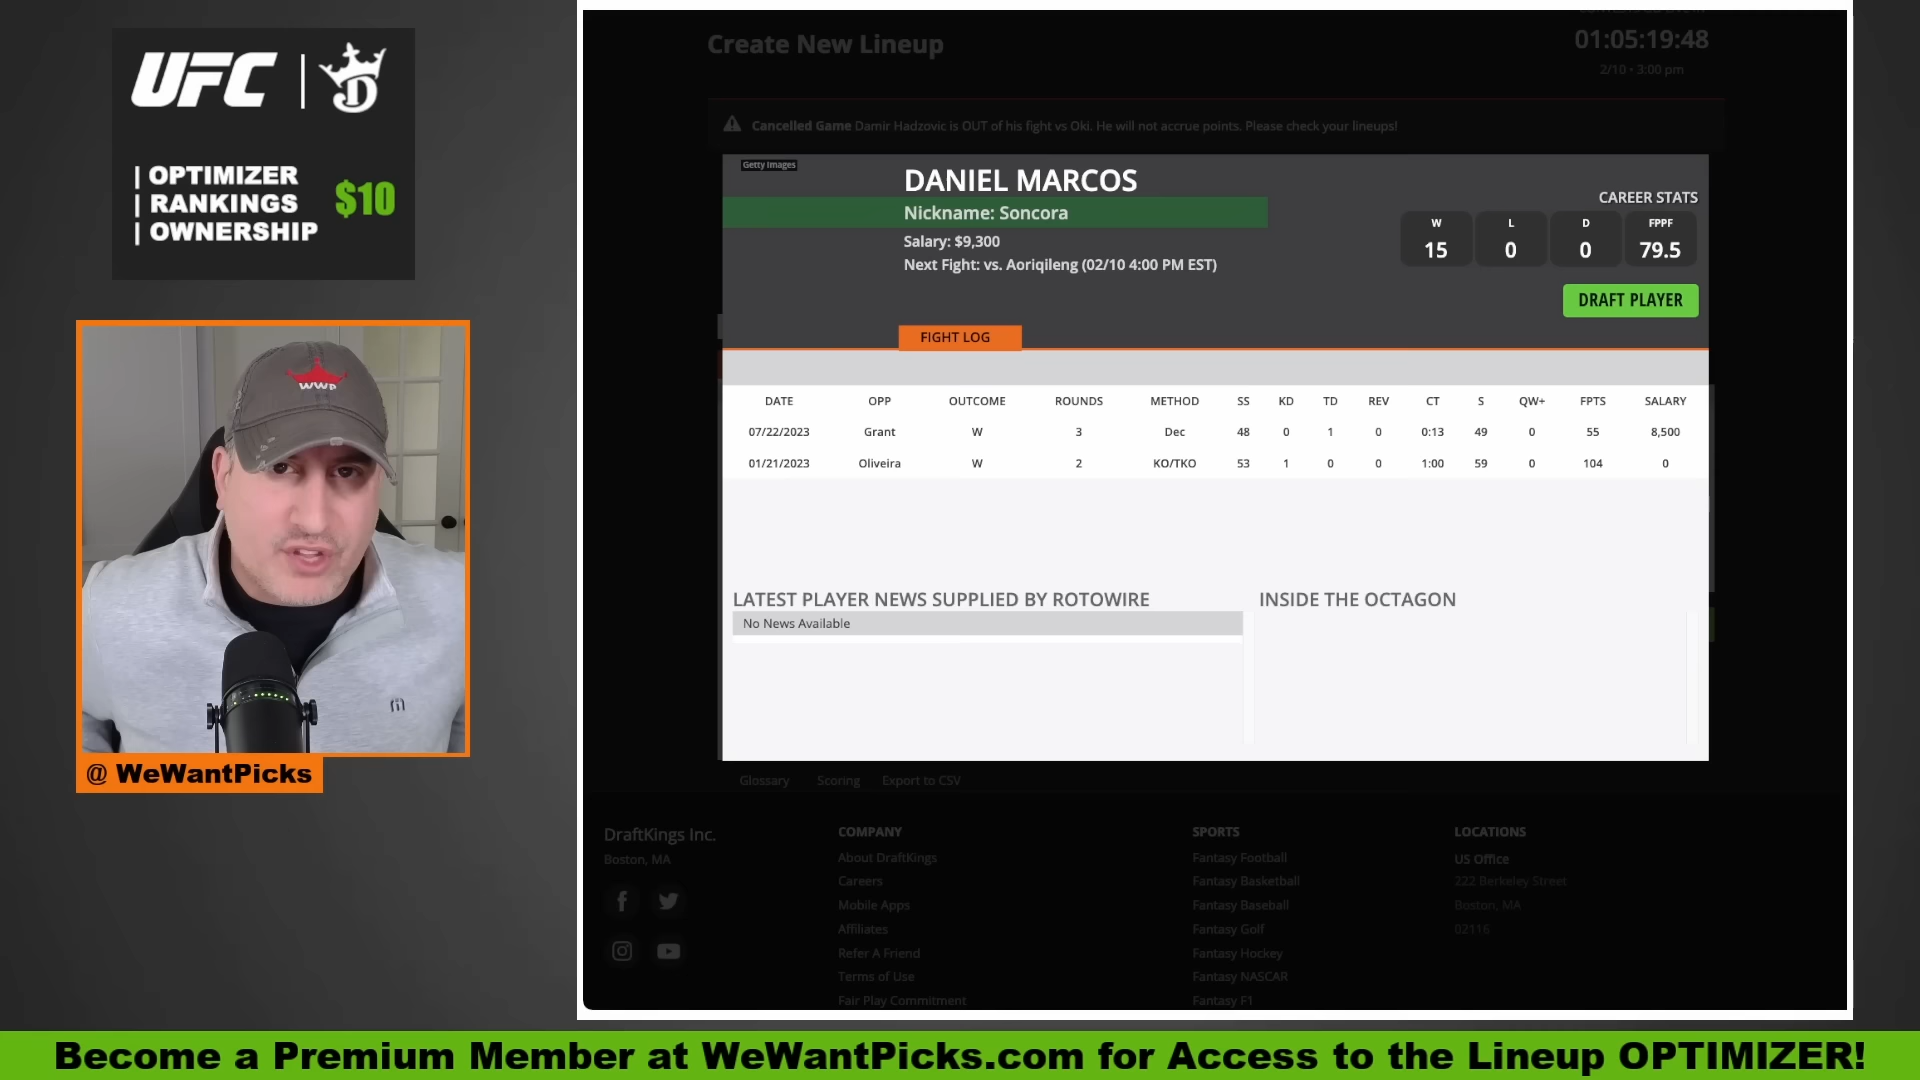 UFC
| OPTIMIZER
| RANKINGS
| OWNERSHIP
$10
WWP
@ WeWantPicks
Create New Lineup
01:05:19:48
2/10 • 3:00 pm
Cancelled Game Damir Hadzovic is OUT of his fight vs Oki. He will not accrue points. Please check your lineups!
Getty Images
DANIEL MARCOS
Nickname: Soncora
Salary: $9,300
Next Fight: vs. Aoriqileng (02/10 4:00 PM EST)
CAREER STATS
W L D FPPF
15 0 0 79.5
DRAFT PLAYER
FIGHT LOG
DATE OPP OUTCOME ROUNDS METHOD SS KD TD REV CT S QW+ FPTS SALARY
07/22/2023 Grant W 3 Dec 48 0 1 0 0:13 49 0 55 8,500
01/21/2023 Oliveira W 2 KO/TKO 53 1 0 0 1:00 59 0 104 0
LATEST PLAYER NEWS SUPPLIED BY ROTOWIRE
No News Available
INSIDE THE OCTAGON
Glossary Scoring Export to CSV
DraftKings Inc.
Boston, MA
COMPANY
About DraftKings
Careers
Mobile Apps
Affiliates
Refer A Friend
Terms of Use
Fair Play Commitment
SPORTS
Fantasy Football
Fantasy Basketball
Fantasy Baseball
Fantasy Golf
Fantasy Hockey
Fantasy NASCAR
Fantasy F1
LOCATIONS
US Office
222 Berkeley Street
Boston, MA
02116
Become a Premium Member at WeWantPicks.com for Access to the Lineup OPTIMIZER!